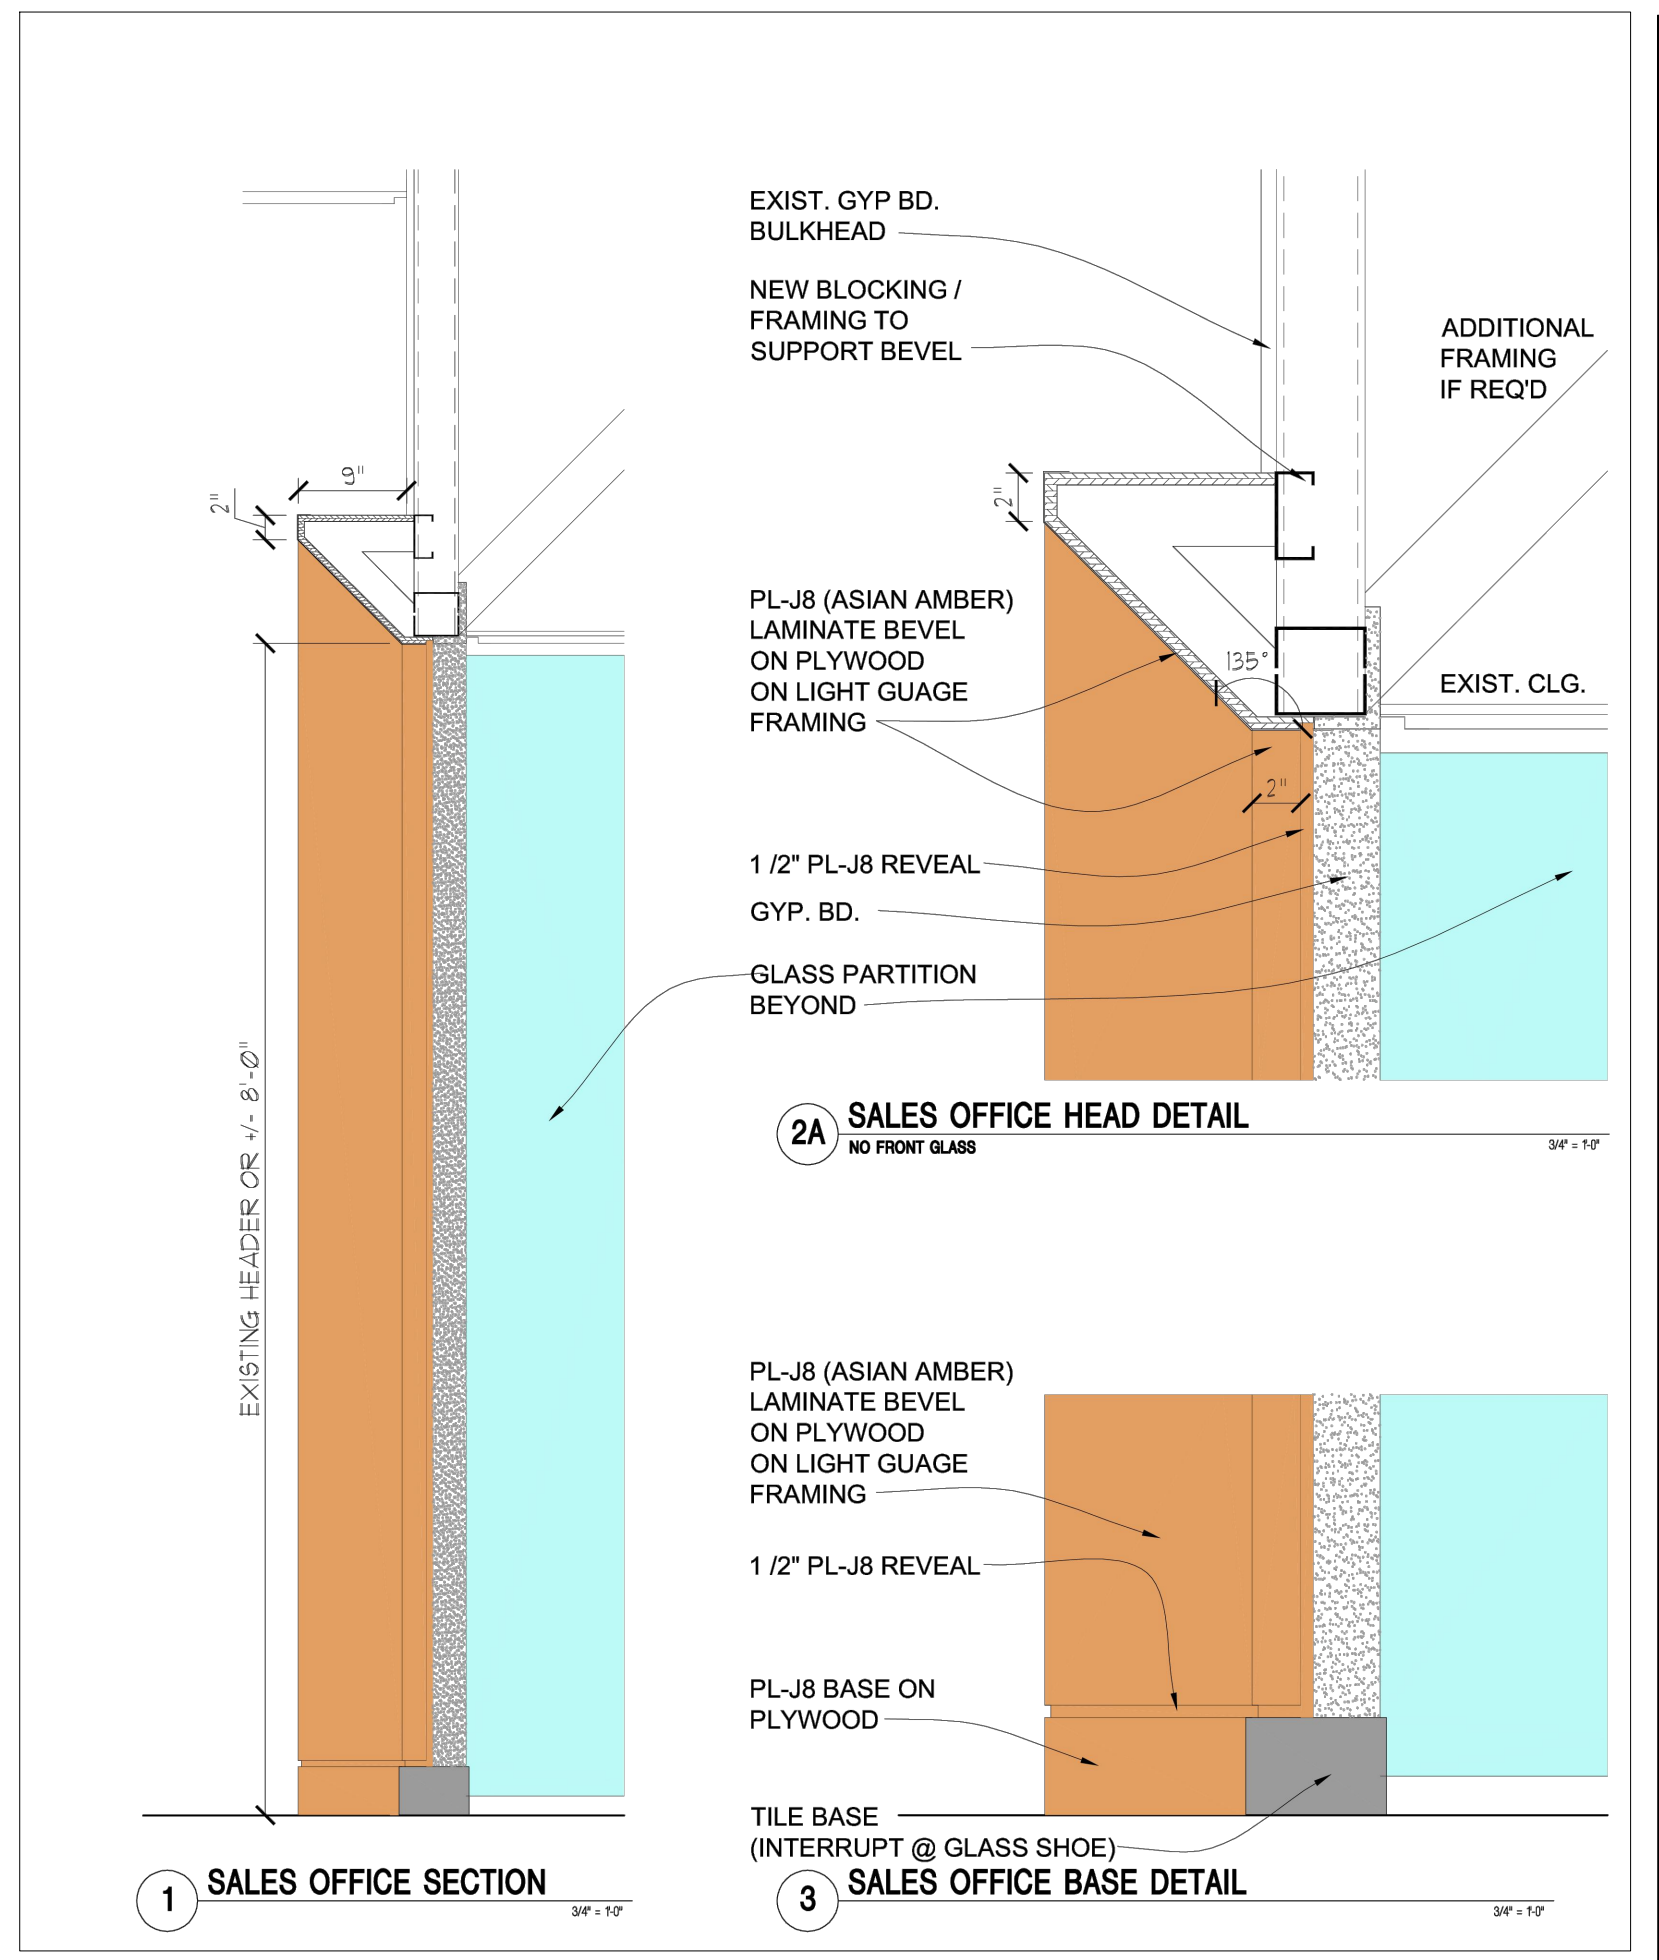 9"
2"
EXISTING HEADER OR +/- 8'-0"
1
SALES OFFICE SECTION
3/4" = 1'-0"
EXIST. GYP BD.
BULKHEAD
NEW BLOCKING /
FRAMING TO
SUPPORT BEVEL
ADDITIONAL
FRAMING
IF REQ'D
2"
PL-J8 (ASIAN AMBER)
LAMINATE BEVEL
ON PLYWOOD
ON LIGHT GUAGE
FRAMING
135°
EXIST. CLG.
2"
1 /2" PL-J8 REVEAL
GYP. BD.
GLASS PARTITION
BEYOND
2A
SALES OFFICE HEAD DETAIL
NO FRONT GLASS
3/4" = 1'-0"
PL-J8 (ASIAN AMBER)
LAMINATE BEVEL
ON PLYWOOD
ON LIGHT GUAGE
FRAMING
1 /2" PL-J8 REVEAL
PL-J8 BASE ON
PLYWOOD
TILE BASE
(INTERRUPT @ GLASS SHOE)
3
SALES OFFICE BASE DETAIL
3/4" = 1'-0"